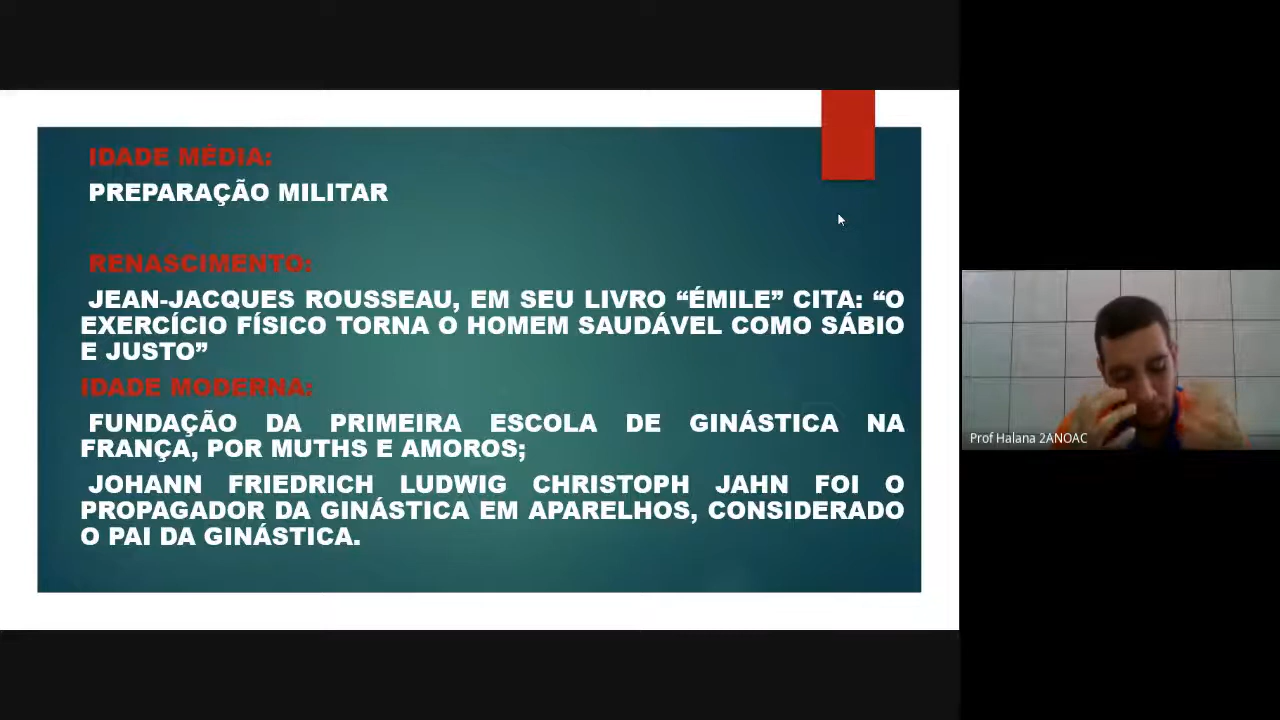 IDADE MÉDIA:
PREPARAÇÃO MILITAR
RENASCIMENTO:
JEAN-JACQUES ROUSSEAU, EM SEU LIVRO “ÉMILE” CITA: “O
EXERCÍCIO FÍSICO TORNA O HOMEM SAUDÁVEL COMO SÁBIO
E JUSTO”
IDADE MODERNA:
FUNDAÇÃO DA PRIMEIRA ESCOLA DE GINÁSTICA NA
FRANÇA, POR MUTHS E AMOROS;
JOHANN FRIEDRICH LUDWIG CHRISTOPH JAHN FOI O
PROPAGADOR DA GINÁSTICA EM APARELHOS, CONSIDERADO
O PAI DA GINÁSTICA.
Prof Halana 2ANOAC